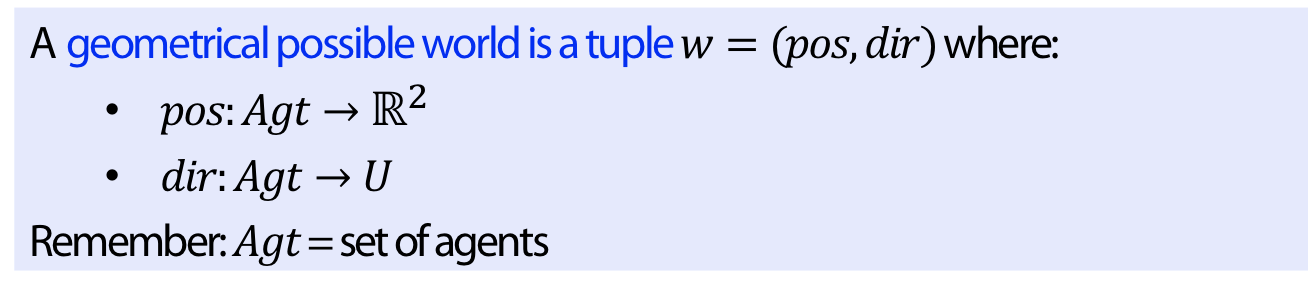 A geometrical possible world is a tuple w = (pos, dir) where:
• pos: Agt → ℝ²
• dir: Agt → U
Remember: Agt = set of agents